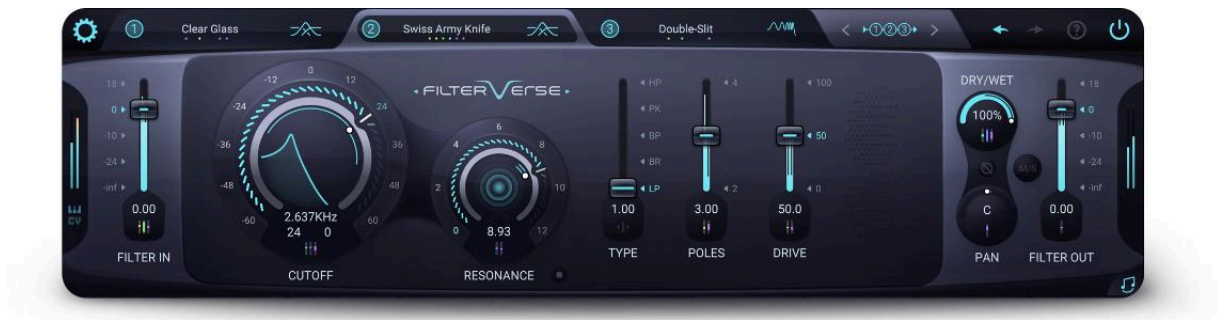 1 Clear Glass
2 Swiss Army Knife
3 Double-Slit
< 1 2 3 >
?
FILTERVERSE
18
0
-10
-24
-inf
0.00
FILTER IN
-60 -48 -36 -24 -12 0 12 24 36 48 60
2.637KHz
24 0
CUTOFF
0 2 4 6 8 10 12
8.93
RESONANCE
HP
PK
BP
BR
LP
1.00
TYPE
4
2
3.00
POLES
100
50
0
50.0
DRIVE
DRY/WET
100%
M/S
C
PAN
18
0
-10
-24
-inf
0.00
FILTER OUT
CV